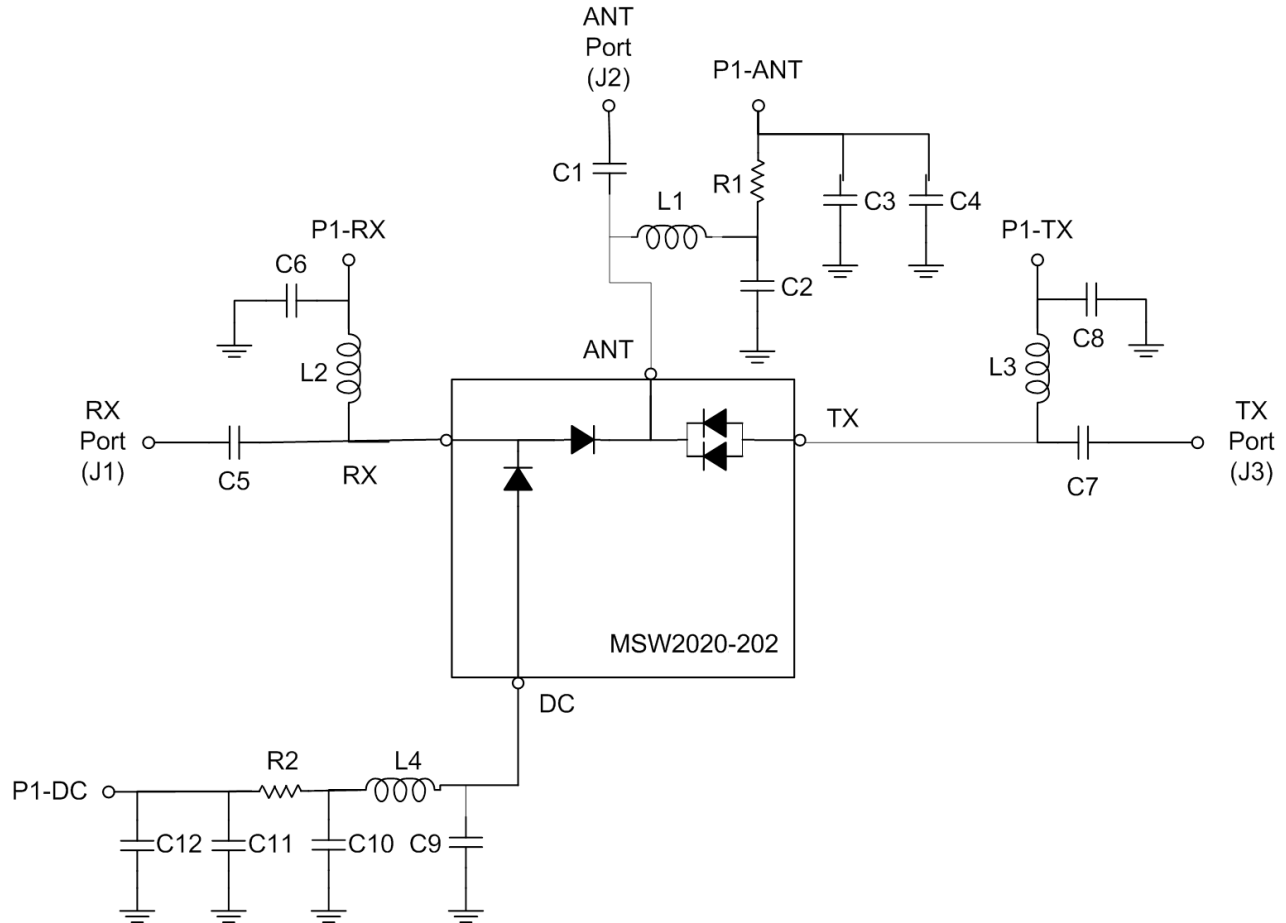 ANT
Port
(J2)
P1-ANT
C1
R1
L1
C3
C4
P1-RX
P1-TX
C6
C2
C8
ANT
L2
L3
RX
Port
(J1)
TX
TX
Port
(J3)
C5
RX
C7
MSW2020-202
DC
R2
L4
P1-DC
C12
C11
C10
C9